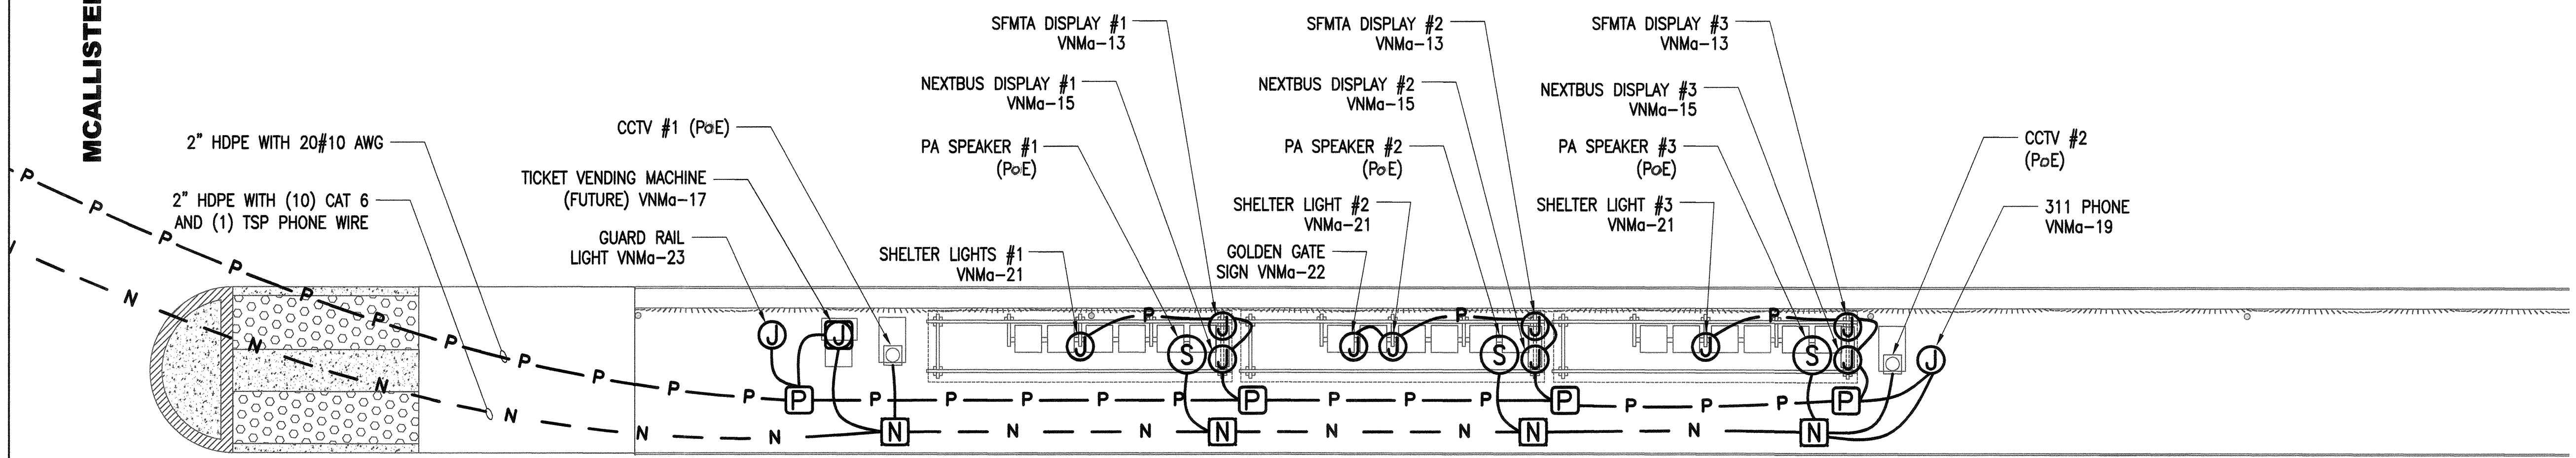 MCALLISTER
2" HDPE WITH 20#10 AWG
2" HDPE WITH (10) CAT 6
AND (1) TSP PHONE WIRE
CCTV #1 (PoE)
TICKET VENDING MACHINE
(FUTURE) VNMa-17
GUARD RAIL
LIGHT VNMa-23
SFMTA DISPLAY #1
VNMa-13
NEXTBUS DISPLAY #1
VNMa-15
PA SPEAKER #1
(PoE)
SHELTER LIGHTS #1
VNMa-21
SFMTA DISPLAY #2
VNMa-13
NEXTBUS DISPLAY #2
VNMa-15
PA SPEAKER #2
(PoE)
SHELTER LIGHT #2
VNMa-21
GOLDEN GATE
SIGN VNMa-22
SFMTA DISPLAY #3
VNMa-13
NEXTBUS DISPLAY #3
VNMa-15
PA SPEAKER #3
(PoE)
SHELTER LIGHT #3
VNMa-21
CCTV #2
(PoE)
311 PHONE
VNMa-19
P P P P P P P P P P P P P P P P P P P P P P P
J J J S J J J J S J J J S J J J
P P P P
N N N N N N N N N N N
N N N N